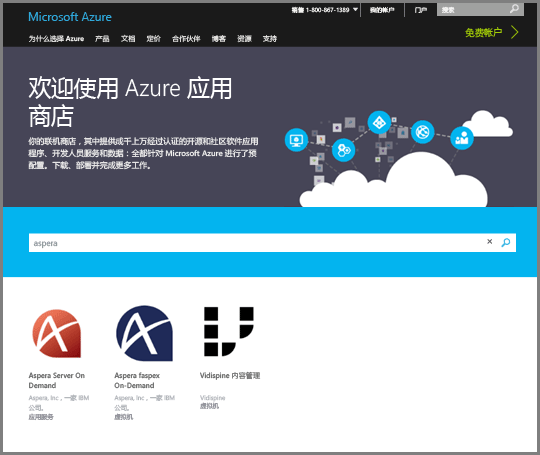 Microsoft Azure
销售 1-800-867-1389
我的帐户
门户
搜索
为什么选择 Azure 产品 文档 定价 合作伙伴 博客 资源 支持
免费帐户
欢迎使用 Azure 应用
商店
你的联机商店，其中提供成千上万经过认证的开源和社区软件应用
程序、开发人员服务和数据：全都针对 Microsoft Azure 进行了预
配置。下载、部署并完成更多工作。
aspera
Aspera Server On
Demand
Aspera, Inc，一家 IBM
公司。
应用服务
Aspera faspex
On-Demand
Aspera, Inc，一家 IBM
公司。
虚拟机
Vidispine 内容管理
Vidispine
虚拟机